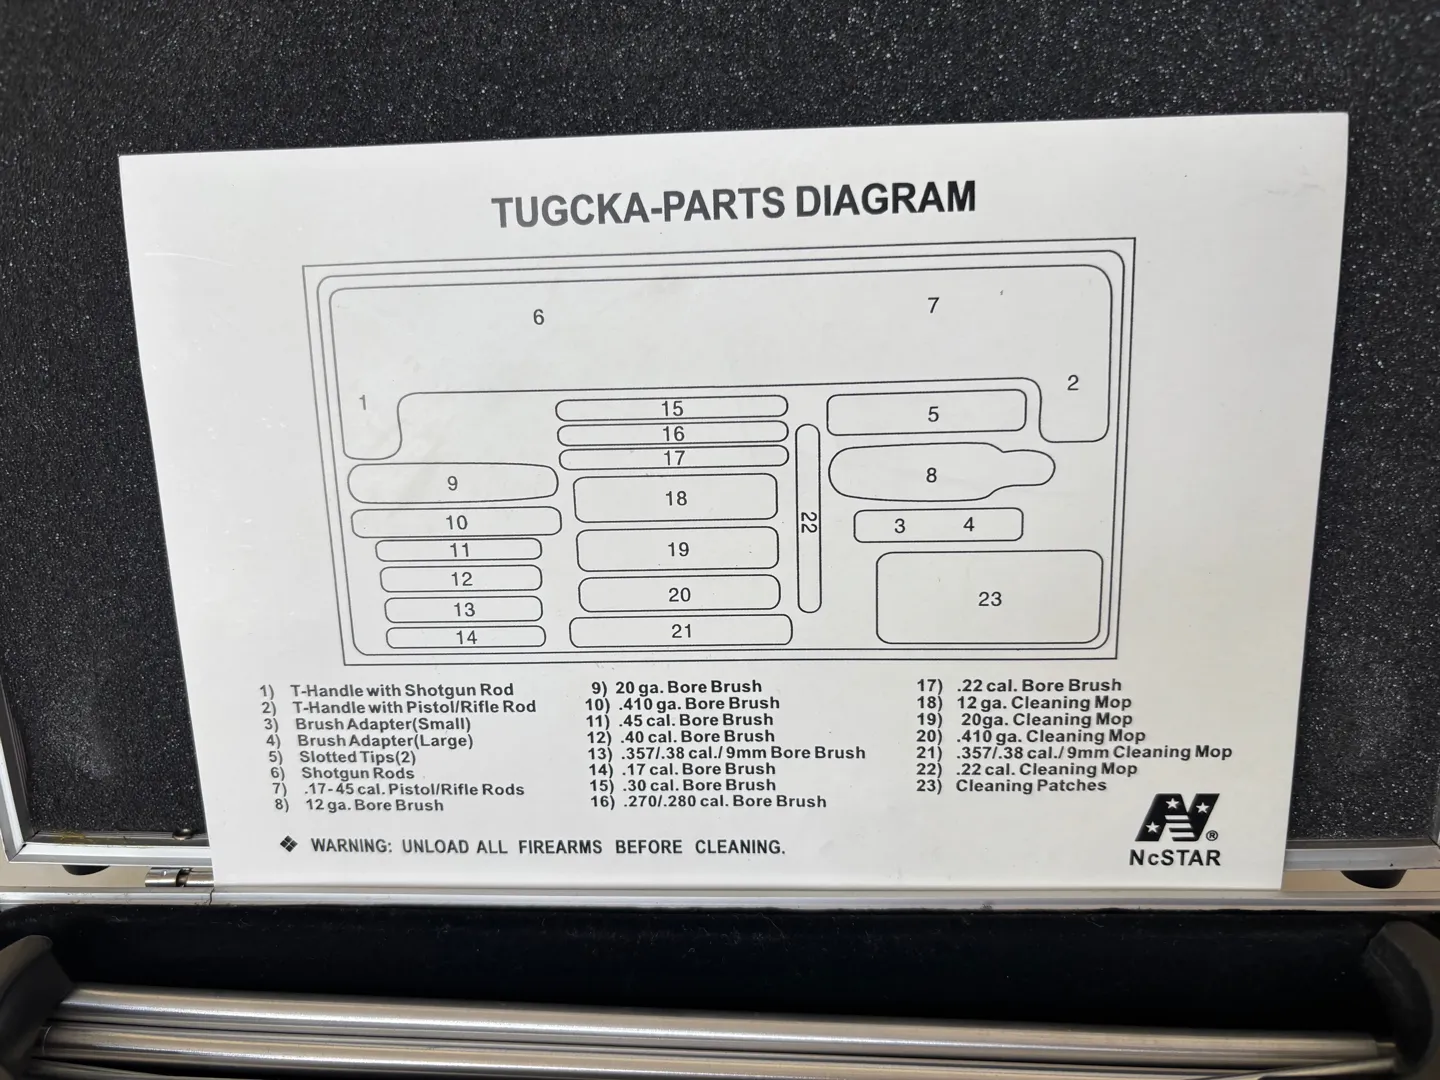 TUGCKA-PARTS DIAGRAM
6
7
1
2
15
5
16
17
9
18
22
8
10
3 4
11
19
12
20
23
13
14
21
1) T-Handle with Shotgun Rod
2) T-Handle with Pistol/Rifle Rod
3) Brush Adapter(Small)
4) Brush Adapter(Large)
5) Slotted Tips(2)
6) Shotgun Rods
7) .17-45 cal. Pistol/Rifle Rods
8) 12 ga. Bore Brush
9) 20 ga. Bore Brush
10) .410 ga. Bore Brush
11) .45 cal. Bore Brush
12) .40 cal. Bore Brush
13) .357/.38 cal./ 9mm Bore Brush
14) .17 cal. Bore Brush
15) .30 cal. Bore Brush
16) .270/.280 cal. Bore Brush
17) .22 cal. Bore Brush
18) 12 ga. Cleaning Mop
19) 20ga. Cleaning Mop
20) .410 ga. Cleaning Mop
21) .357/.38 cal./ 9mm Cleaning Mop
22) .22 cal. Cleaning Mop
23) Cleaning Patches
❖ WARNING: UNLOAD ALL FIREARMS BEFORE CLEANING.
®
NcSTAR